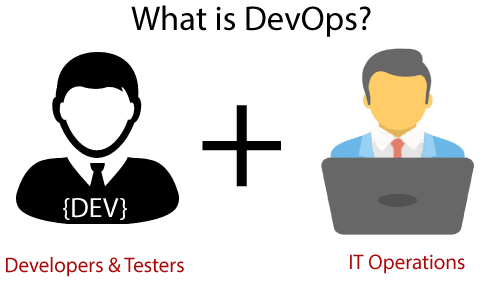 What is DevOps?
{DEV}
Developers & Testers
IT Operations